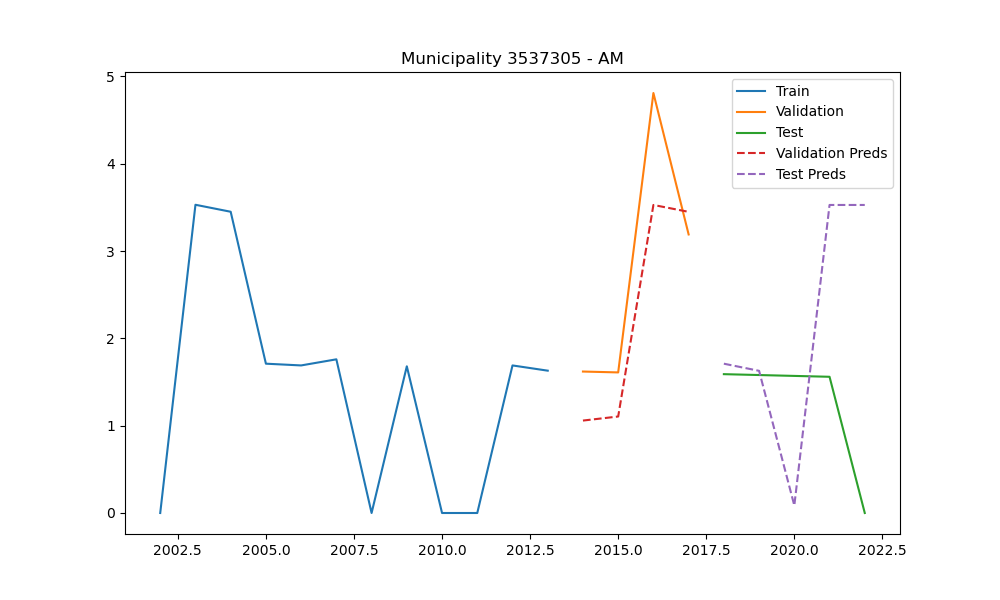 Municipality 3537305 - AM
5
4
3
2
1
0
Train
Validation
Test
Validation Preds
Test Preds
2002.5 2005.0 2007.5 2010.0 2012.5 2015.0 2017.5 2020.0 2022.5